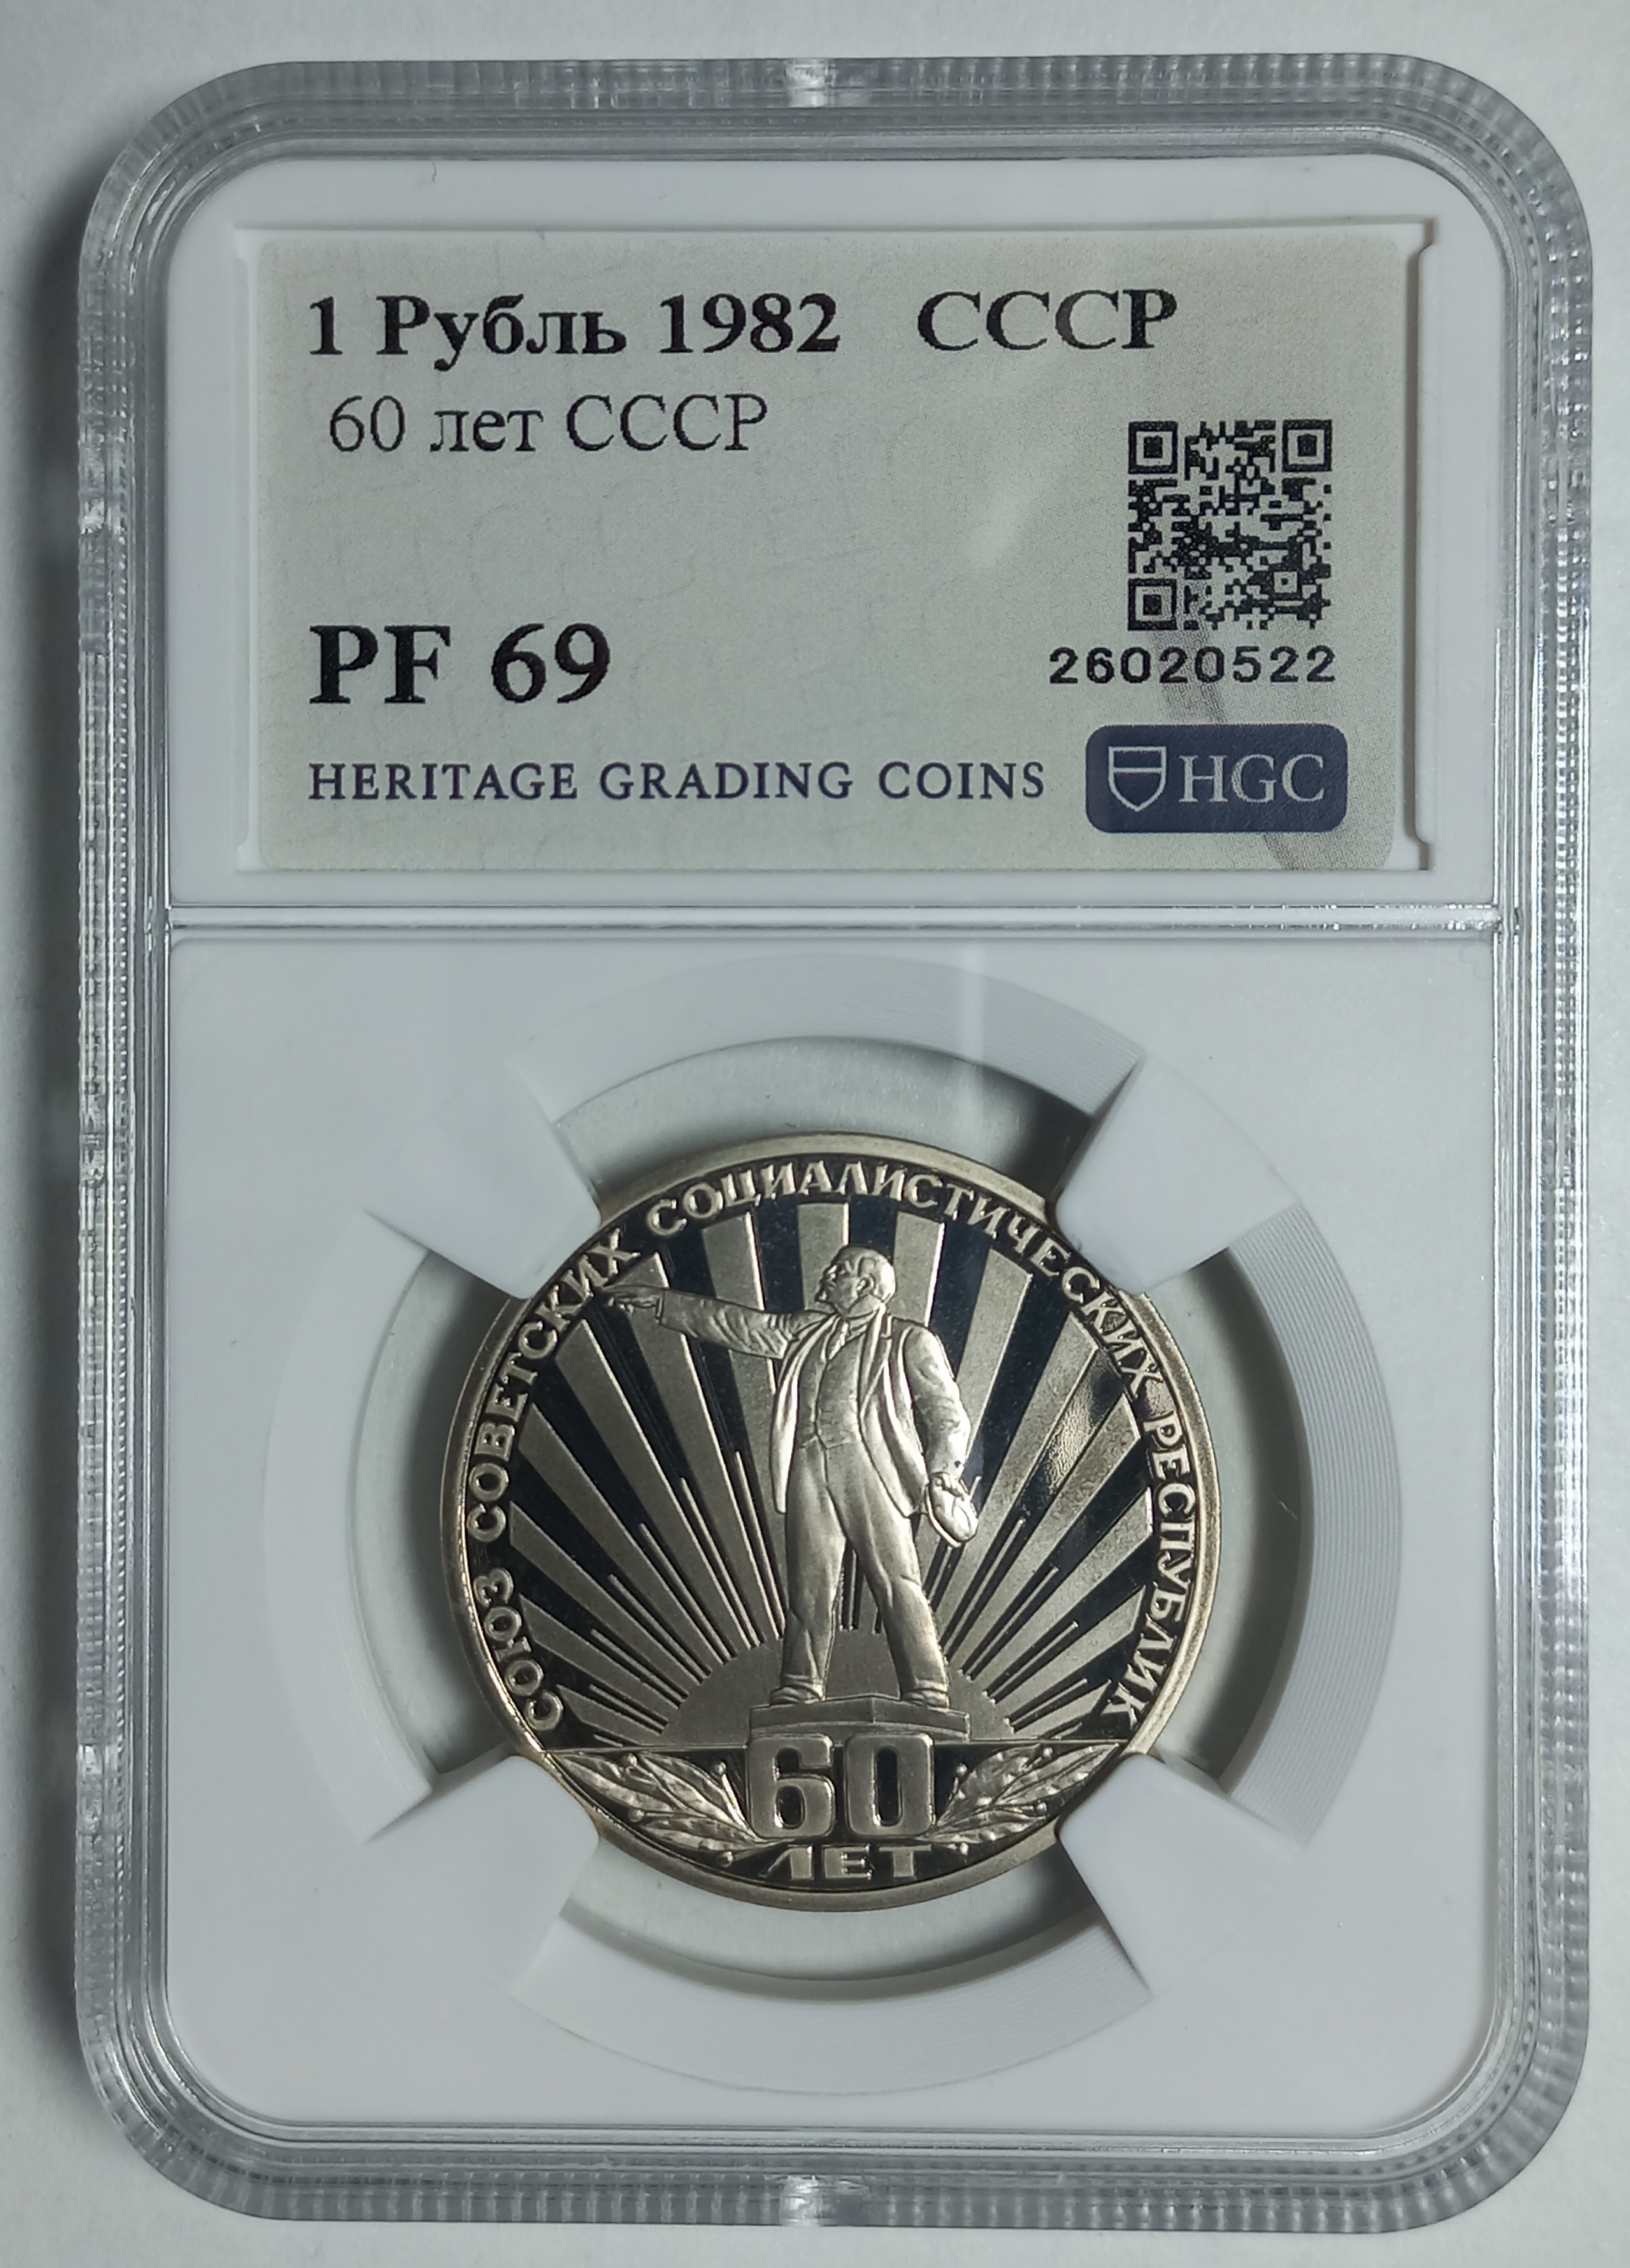 1 Рубль 1982 СССР
60 лет СССР
PF 69
26020522
HERITAGE GRADING COINS HGC
СОЮЗ СОВЕТСКИХ СОЦИАЛИСТИЧЕСКИХ РЕСПУБЛИК
60
ЛЕТ